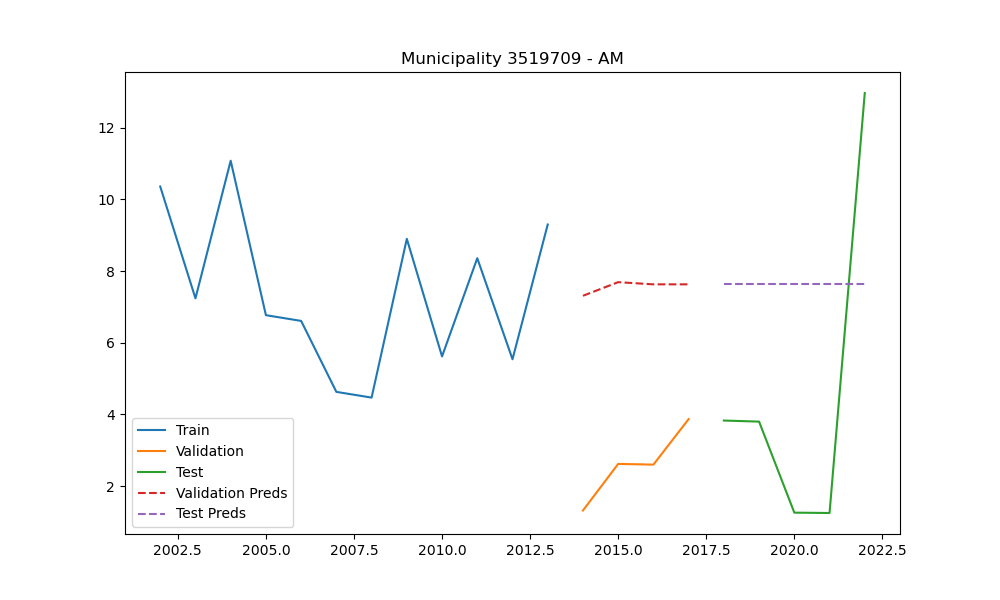 Municipality 3519709 - AM
12
10
8
6
4
2
Train
Validation
Test
Validation Preds
Test Preds
2002.5 2005.0 2007.5 2010.0 2012.5 2015.0 2017.5 2020.0 2022.5